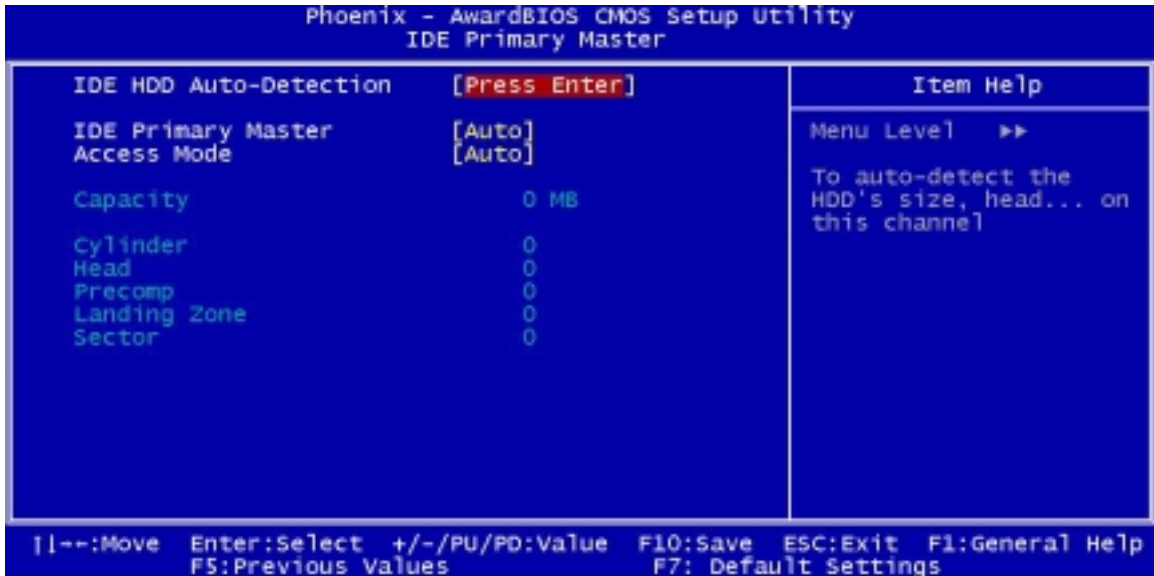 Phoenix - AwardBIOS CMOS Setup Utility
IDE Primary Master
IDE HDD Auto-Detection [Press Enter]
IDE Primary Master [Auto]
Access Mode [Auto]
Capacity 0 MB
Cylinder 0
Head 0
Precomp 0
Landing Zone 0
Sector 0
Item Help
Menu Level ▶▶
To auto-detect the
HDD's size, head... on
this channel
↑↓→←:Move Enter:Select +/-/PU/PD:Value F10:Save ESC:Exit F1:General Help
F5:Previous Values F7: Default Settings